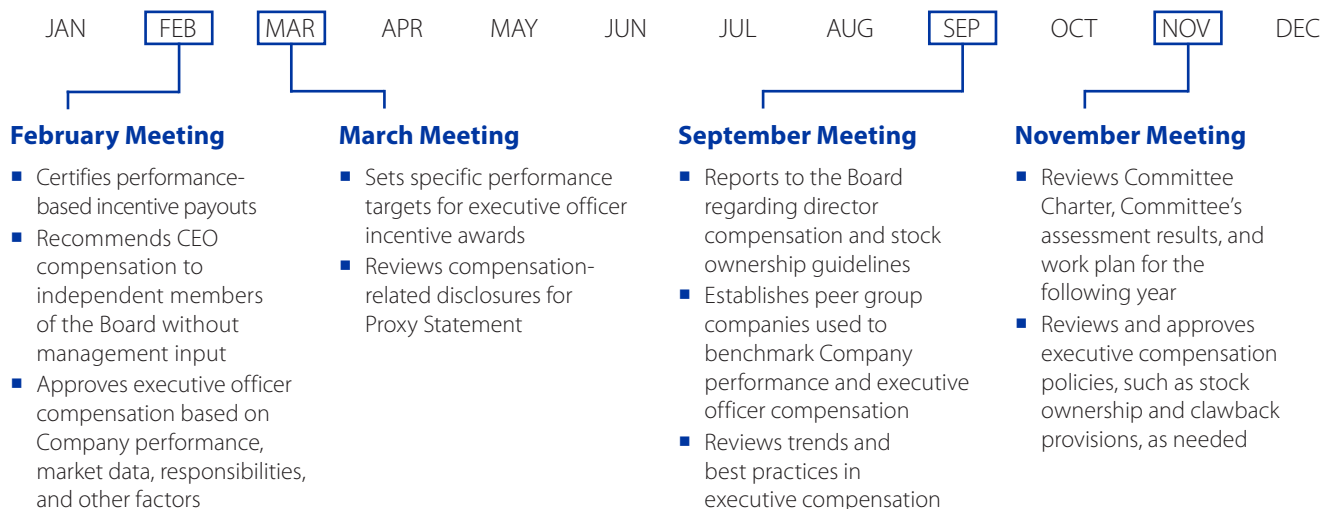 JAN FEB MAR APR MAY JUN JUL AUG SEP OCT NOV DEC
February Meeting
■ Certifies performance-
based incentive payouts
■ Recommends CEO
compensation to
independent members
of the Board without
management input
■ Approves executive officer
compensation based on
Company performance,
market data, responsibilities,
and other factors
March Meeting
■ Sets specific performance
targets for executive officer
incentive awards
■ Reviews compensation-
related disclosures for
Proxy Statement
September Meeting
■ Reports to the Board
regarding director
compensation and stock
ownership guidelines
■ Establishes peer group
companies used to
benchmark Company
performance and executive
officer compensation
■ Reviews trends and
best practices in
executive compensation
November Meeting
■ Reviews Committee
Charter, Committee’s
assessment results, and
work plan for the
following year
■ Reviews and approves
executive compensation
policies, such as stock
ownership and clawback
provisions, as needed